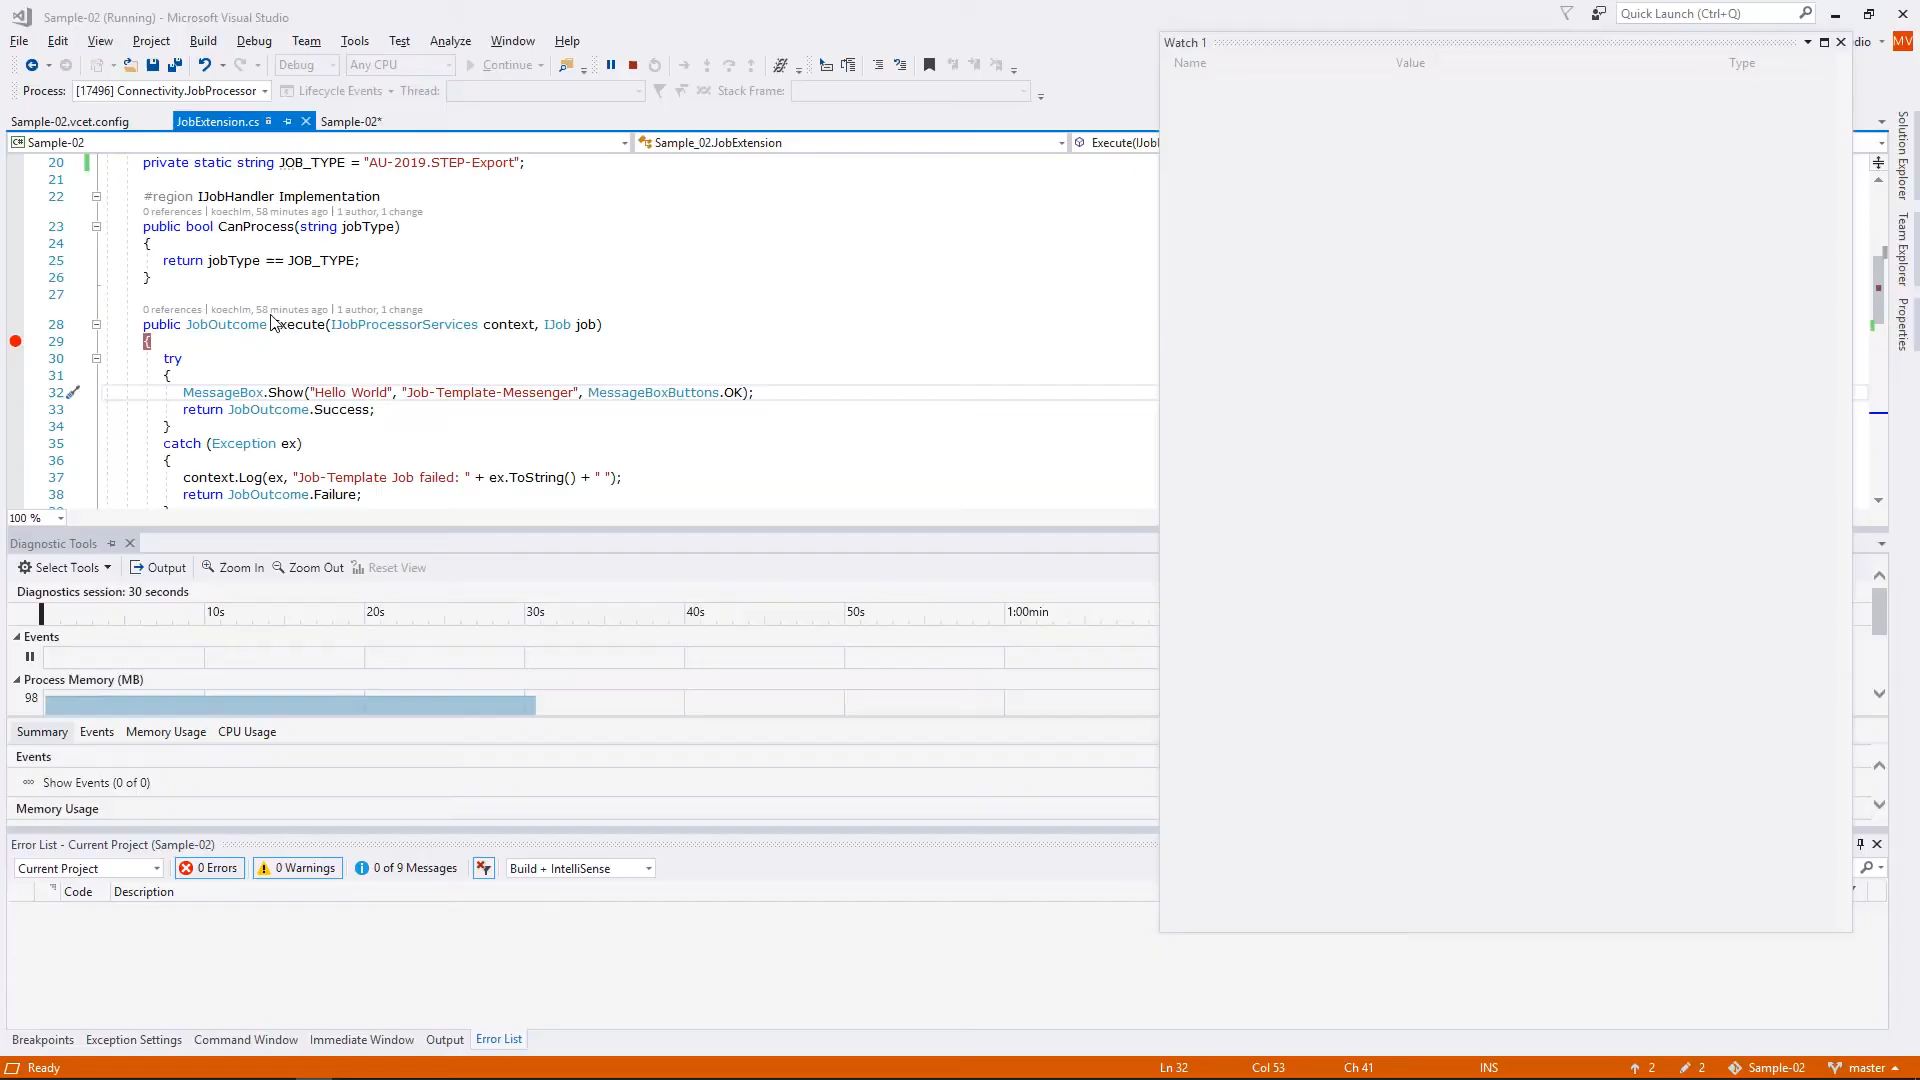 Sample-02 (Running) - Microsoft Visual Studio
Quick Launch (Ctrl+Q)
File Edit View Project Build Debug Team Tools Test Analyze Window Help
dio MV
Debug Any CPU Continue
Process: [17496] Connectivity.JobProcessor Lifecycle Events Thread: Stack Frame:
Sample-02.vcet.config JobExtension.cs Sample-02*
Sample-02 Sample_02.JobExtension Execute(IJobl
20 private static string JOB_TYPE = "AU-2019.STEP-Export";
21
22 #region IJobHandler Implementation
0 references | koechlm, 58 minutes ago | 1 author, 1 change
23 public bool CanProcess(string jobType)
24 {
25 return jobType == JOB_TYPE;
26 }
27
0 references | koechlm, 58 minutes ago | 1 author, 1 change
28 public JobOutcome Execute(IJobProcessorServices context, IJob job)
29 {
30 try
31 {
32 MessageBox.Show("Hello World", "Job-Template-Messenger", MessageBoxButtons.OK);
33 return JobOutcome.Success;
34 }
35 catch (Exception ex)
36 {
37 context.Log(ex, "Job-Template Job failed: " + ex.ToString() + " ");
38 return JobOutcome.Failure;
100 %
Diagnostic Tools
Select Tools Output Zoom In Zoom Out Reset View
Diagnostics session: 30 seconds
10s 20s 30s 40s 50s 1:00min
Events
Process Memory (MB)
98
Summary Events Memory Usage CPU Usage
Events
Show Events (0 of 0)
Memory Usage
Error List - Current Project (Sample-02)
Current Project 0 Errors 0 Warnings 0 of 9 Messages Build + IntelliSense
Code Description
Breakpoints Exception Settings Command Window Immediate Window Output Error List
Watch 1
Name Value Type
Solution Explorer
Team Explorer
Properties
Ready Ln 32 Col 53 Ch 41 INS 2 2 Sample-02 master